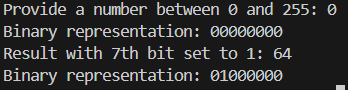 Provide a number between 0 and 255: 0
Binary representation: 00000000
Result with 7th bit set to 1: 64
Binary representation: 01000000